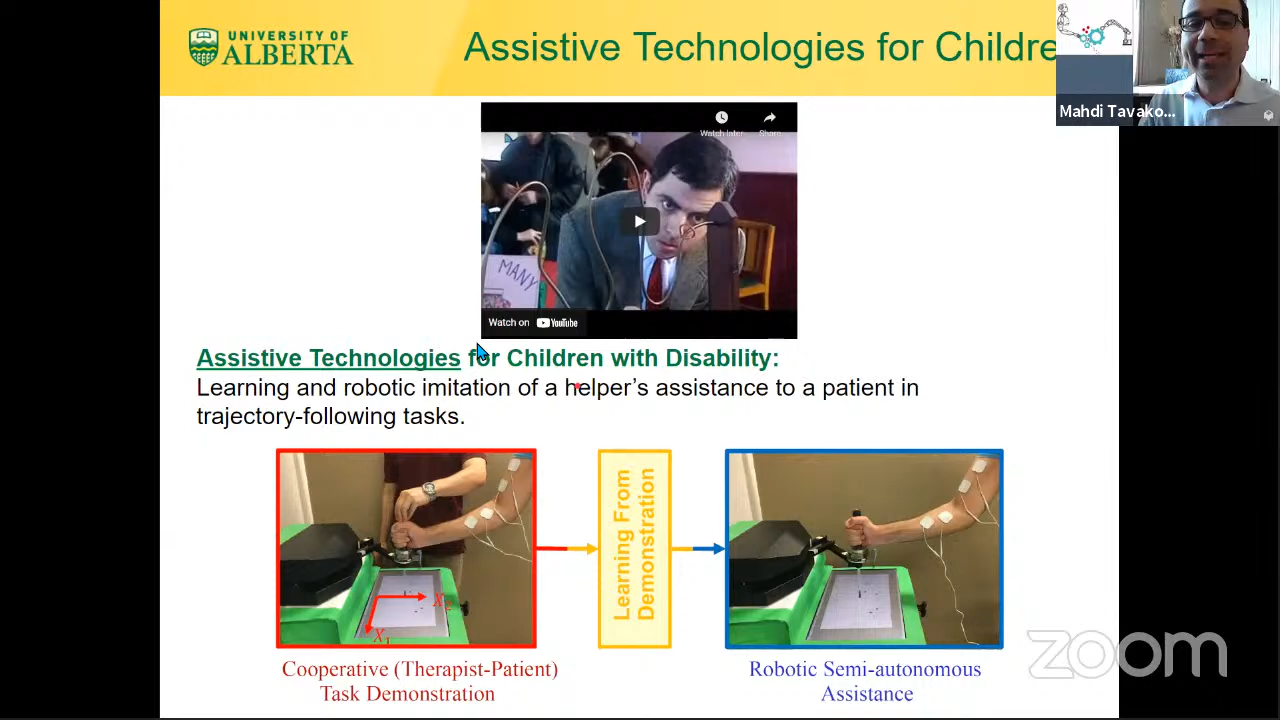 UNIVERSITY OF
ALBERTA
Assistive Technologies for Childre
Mahdi Tavako...
Watch later
Share
MANY
Watch on YouTube
Assistive Technologies for Children with Disability:
Learning and robotic imitation of a helper's assistance to a patient in
trajectory-following tasks.
Learning From
Demonstration
X₂
X₁
Cooperative (Therapist-Patient)
Task Demonstration
Robotic Semi-autonomous
Assistance
zoom